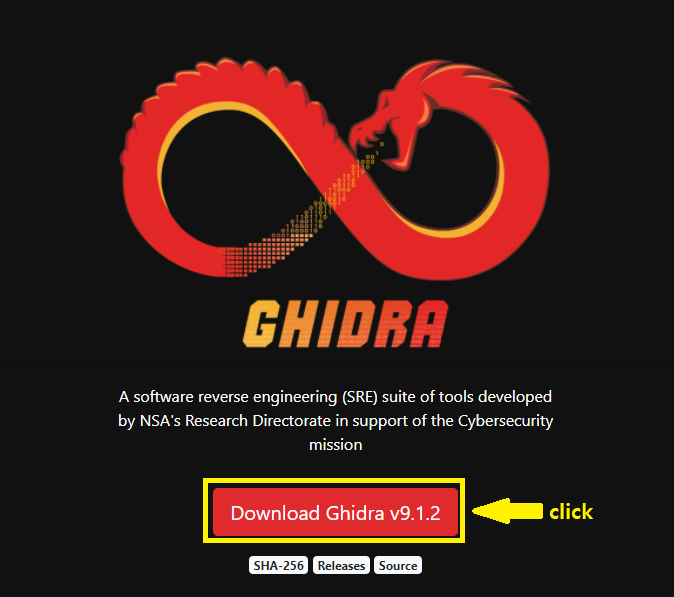 GHIDRA
A software reverse engineering (SRE) suite of tools developed
by NSA's Research Directorate in support of the Cybersecurity
mission
Download Ghidra v9.1.2
click
SHA-256 Releases Source